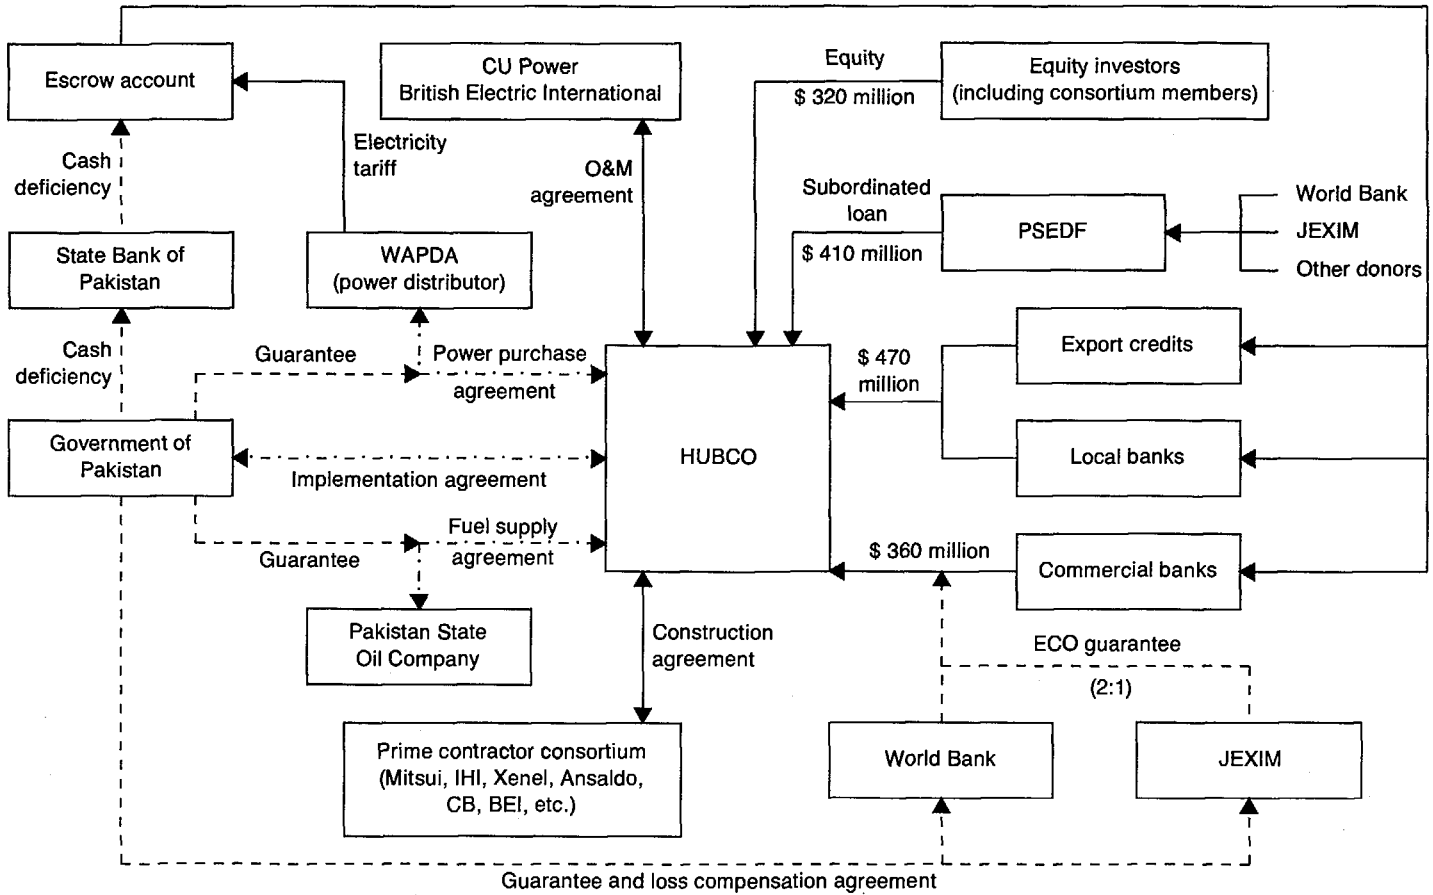 Escrow account
CU Power
British Electric International
Equity
$ 320 million
Equity investors
(including consortium members)
Cash
deficiency
Electricity
tariff
O&M
agreement
Subordinated
loan
$ 410 million
PSEDF
World Bank
JEXIM
Other donors
State Bank of
Pakistan
WAPDA
(power distributor)
Cash
deficiency
Guarantee
Power purchase
agreement
$ 470
million
Export credits
Government of
Pakistan
Implementation agreement
HUBCO
Local banks
Guarantee
Fuel supply
agreement
$ 360 million
Commercial banks
Pakistan State
Oil Company
Construction
agreement
ECO guarantee
(2:1)
Prime contractor consortium
(Mitsui, IHI, Xenel, Ansaldo,
CB, BEI, etc.)
World Bank
JEXIM
Guarantee and loss compensation agreement